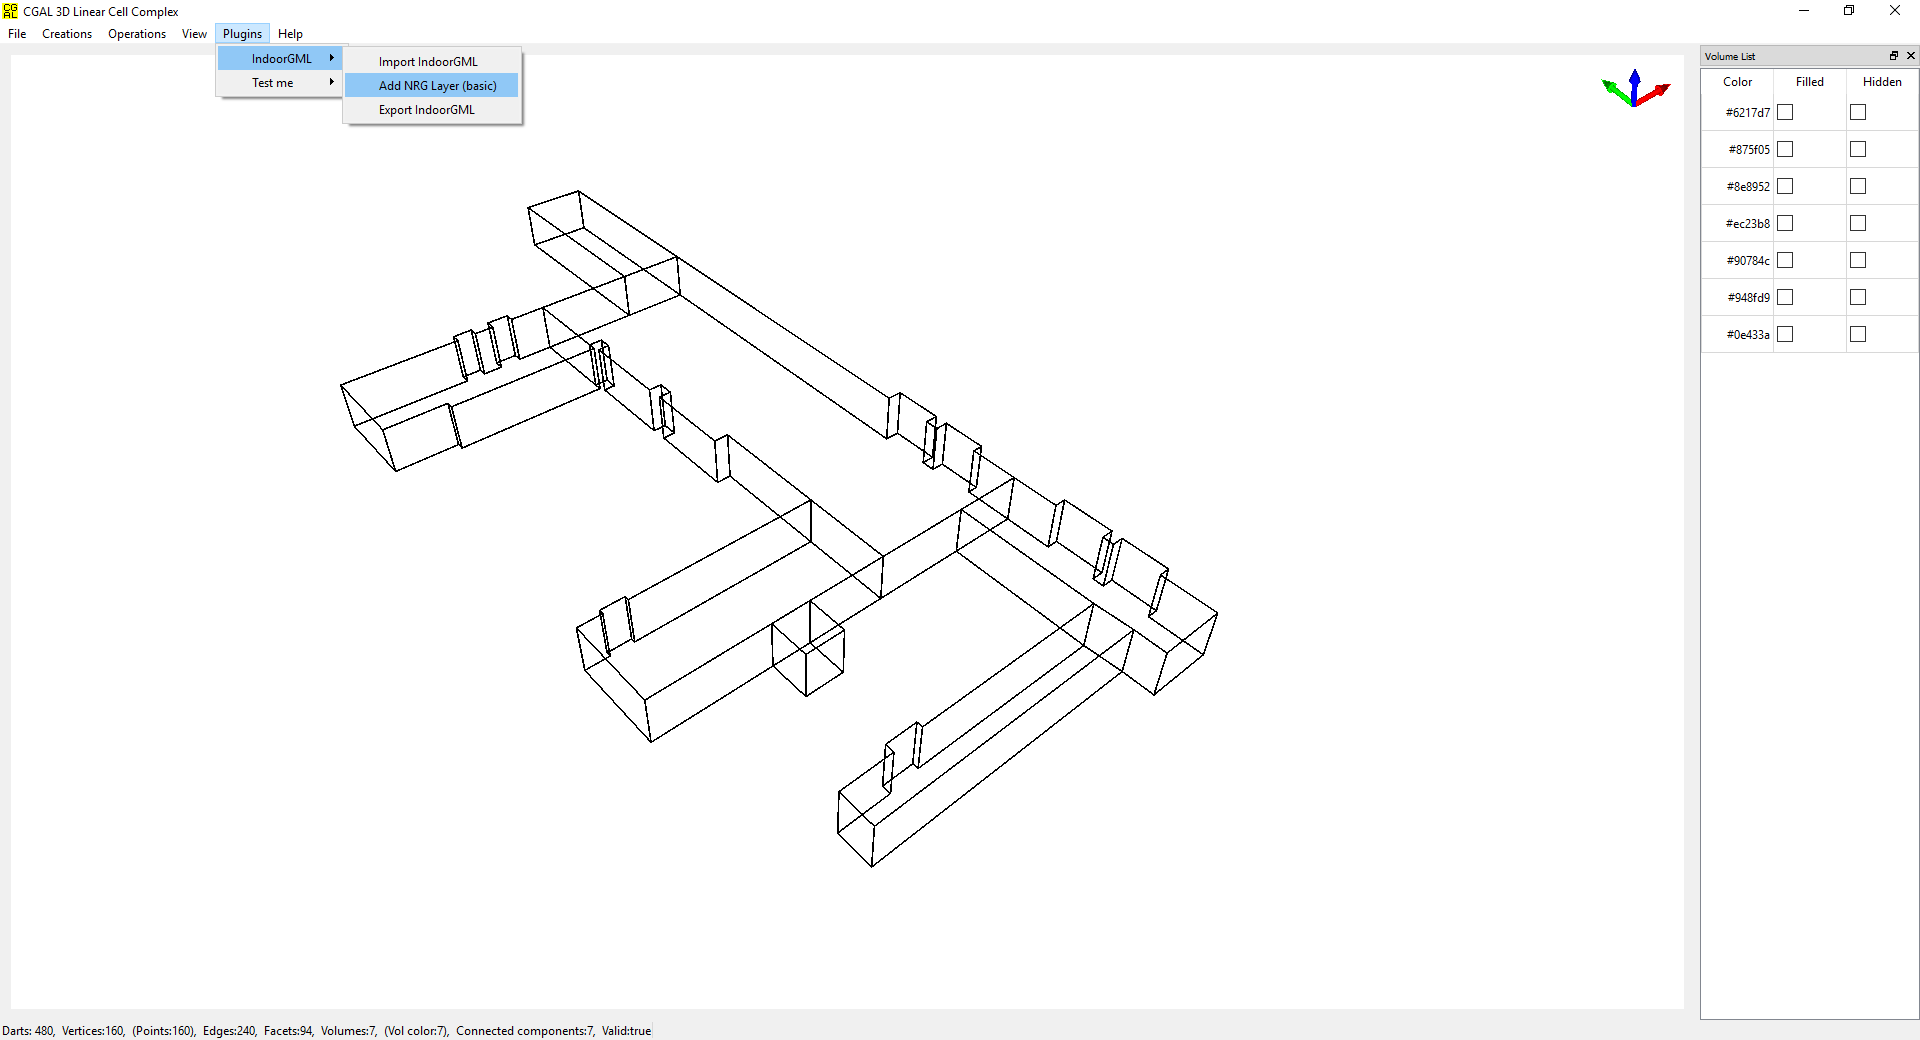 CG AL CGAL 3D Linear Cell Complex
File Creations Operations View Plugins Help
IndoorGML
Test me
Import IndoorGML
Add NRG Layer (basic)
Export IndoorGML
Volume List
Color Filled Hidden
#6217d7
#875f05
#8e8952
#ec23b8
#90784c
#948fd9
#0e433a
Darts: 480, Vertices:160, (Points:160), Edges:240, Facets:94, Volumes:7, (Vol color:7), Connected components:7, Valid:true